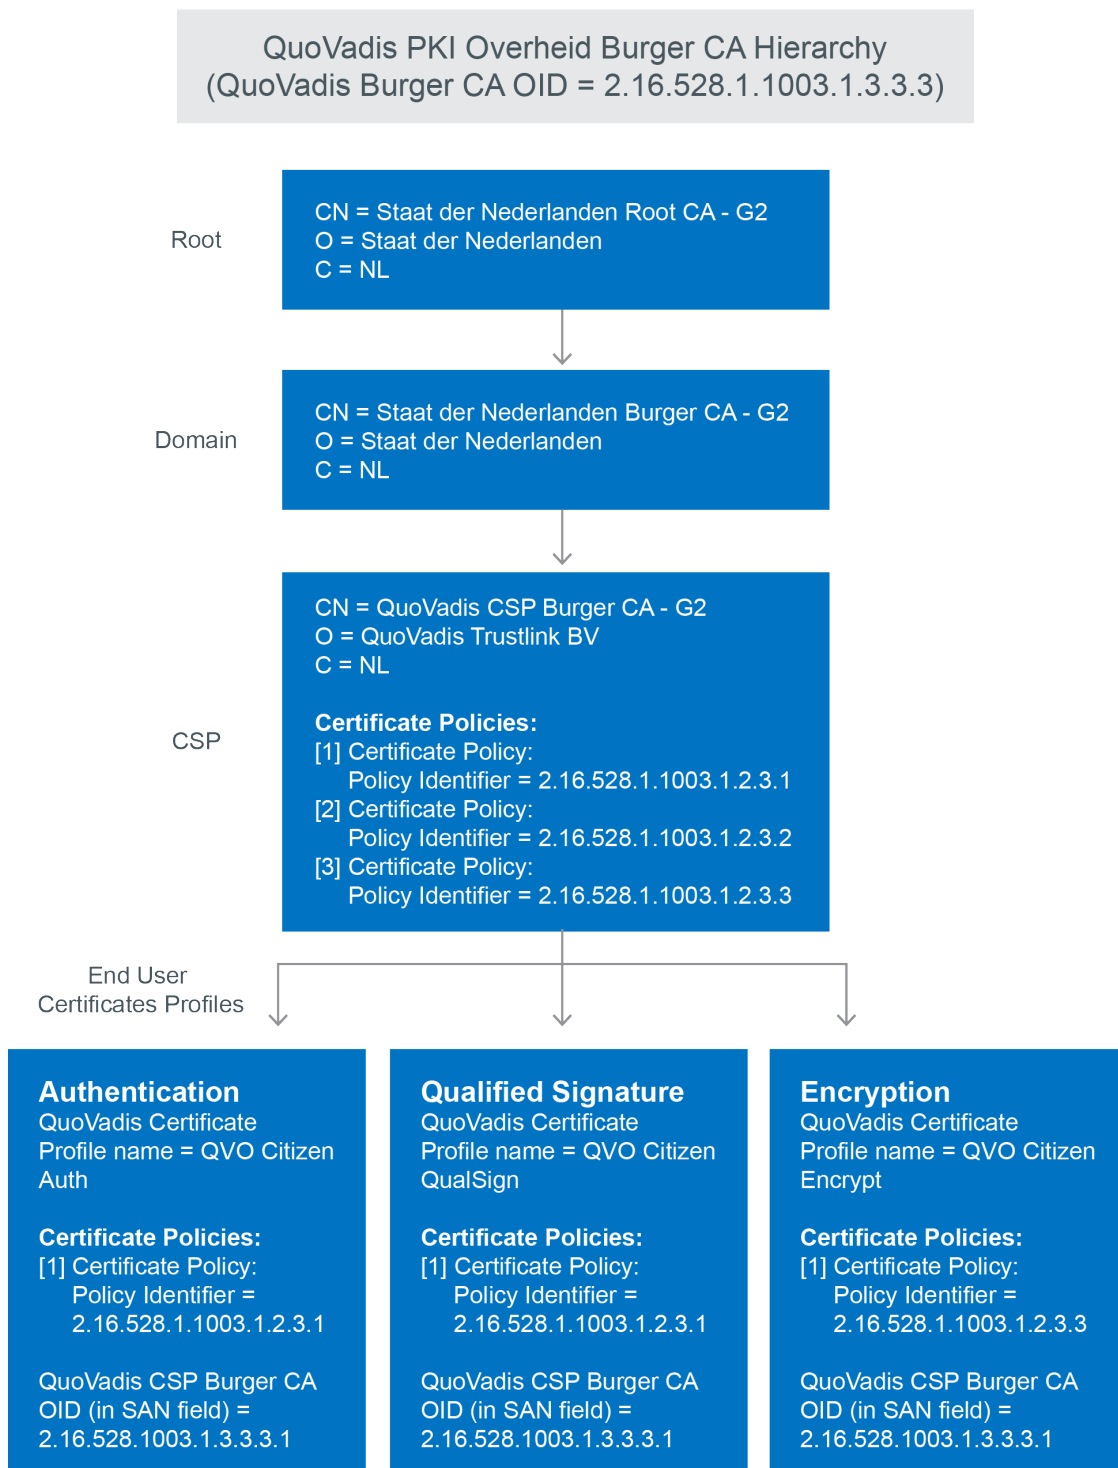 QuoVadis PKI Overheid Burger CA Hierarchy
(QuoVadis Burger CA OID = 2.16.528.1.1003.1.3.3.3)
Root
CN = Staat der Nederlanden Root CA - G2
O = Staat der Nederlanden
C = NL
Domain
CN = Staat der Nederlanden Burger CA - G2
O = Staat der Nederlanden
C = NL
CSP
CN = QuoVadis CSP Burger CA - G2
O = QuoVadis Trustlink BV
C = NL
Certificate Policies:
[1] Certificate Policy:
Policy Identifier = 2.16.528.1.1003.1.2.3.1
[2] Certificate Policy:
Policy Identifier = 2.16.528.1.1003.1.2.3.2
[3] Certificate Policy:
Policy Identifier = 2.16.528.1.1003.1.2.3.3
End User
Certificates Profiles
Authentication
QuoVadis Certificate
Profile name = QVO Citizen
Auth
Certificate Policies:
[1] Certificate Policy:
Policy Identifier =
2.16.528.1.1003.1.2.3.1
QuoVadis CSP Burger CA
OID (in SAN field) =
2.16.528.1003.1.3.3.3.1
Qualified Signature
QuoVadis Certificate
Profile name = QVO Citizen
QualSign
Certificate Policies:
[1] Certificate Policy:
Policy Identifier =
2.16.528.1.1003.1.2.3.1
QuoVadis CSP Burger CA
OID (in SAN field) =
2.16.528.1003.1.3.3.3.1
Encryption
QuoVadis Certificate
Profile name = QVO Citizen
Encrypt
Certificate Policies:
[1] Certificate Policy:
Policy Identifier =
2.16.528.1.1003.1.2.3.3
QuoVadis CSP Burger CA
OID (in SAN field) =
2.16.528.1003.1.3.3.3.1